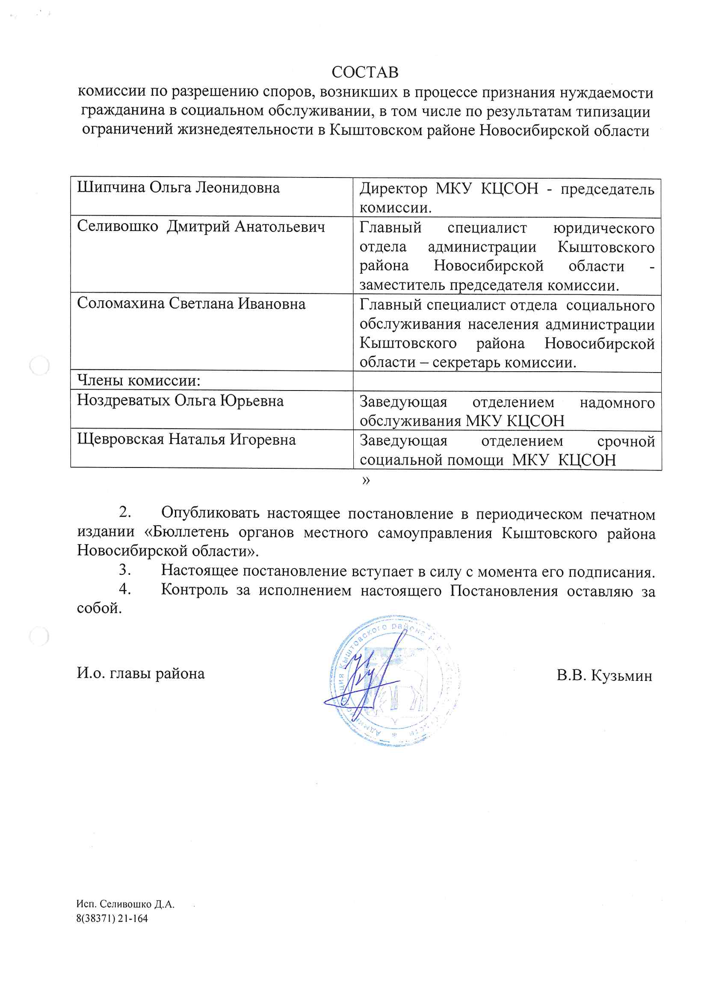 СОСТАВ
комиссии по разрешению споров, возникших в процессе признания нуждаемости
гражданина в социальном обслуживании, в том числе по результатам типизации
ограничений жизнедеятельности в Кыштовском районе Новосибирской области
Шипчина Ольга Леонидовна
Директор МКУ КЦСОН - председатель
комиссии.
Селивошко Дмитрий Анатольевич
Главный специалист юридического
отдела администрации Кыштовского
района Новосибирской области -
заместитель председателя комиссии.
Соломахина Светлана Ивановна
Главный специалист отдела социального
обслуживания населения администрации
Кыштовского района Новосибирской
области – секретарь комиссии.
Члены комиссии:
Ноздреватых Ольга Юрьевна
Заведующая отделением надомного
обслуживания МКУ КЦСОН
Щевровская Наталья Игоревна
Заведующая отделением срочной
социальной помощи МКУ КЦСОН
»
2. Опубликовать настоящее постановление в периодическом печатном
издании «Бюллетень органов местного самоуправления Кыштовского района
Новосибирской области».
3. Настоящее постановление вступает в силу с момента его подписания.
4. Контроль за исполнением настоящего Постановления оставляю за
собой.
Кыштовского района
И.о. главы района
В.В. Кузьмин
Исп. Селивошко Д.А.
8(38371) 21-164